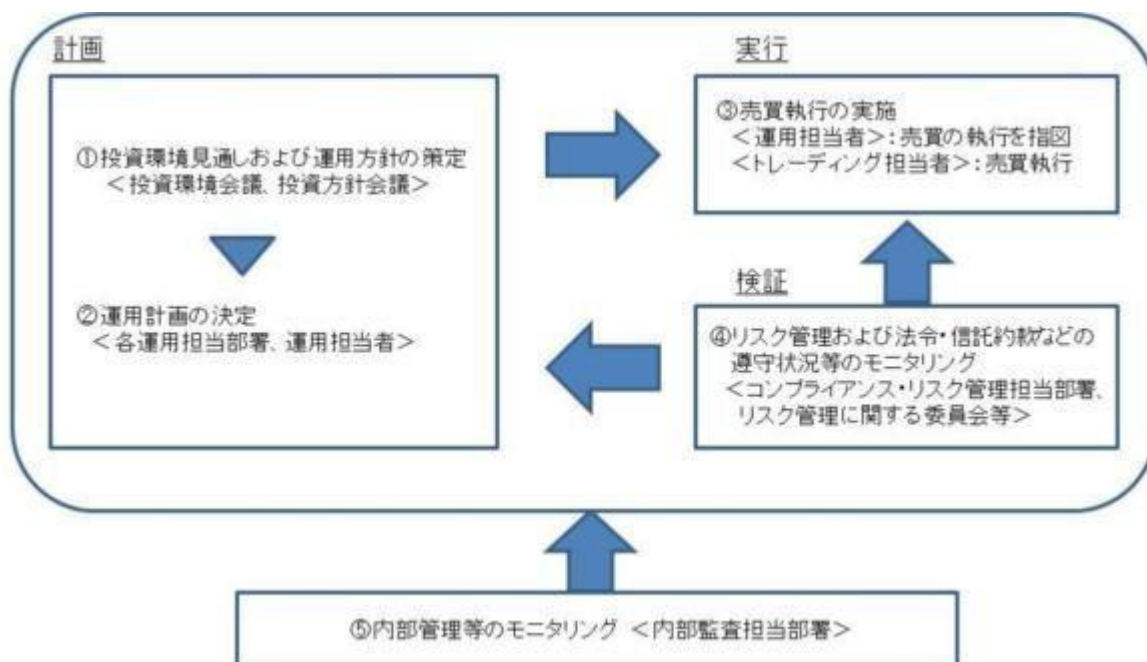 計画
①投資環境見通しおよび運用方針の策定
＜投資環境会議、投資方針会議＞
②運用計画の決定
＜各運用担当部署、運用担当者＞
実行
③売買執行の実施
＜運用担当者＞：売買の執行を指図
＜トレーディング担当者＞：売買執行
検証
④リスク管理および法令・信託約款などの
遵守状況等のモニタリング
＜コンプライアンス・リスク管理担当部署、
リスク管理に関する委員会等＞
⑤内部管理等のモニタリング ＜内部監査担当部署＞